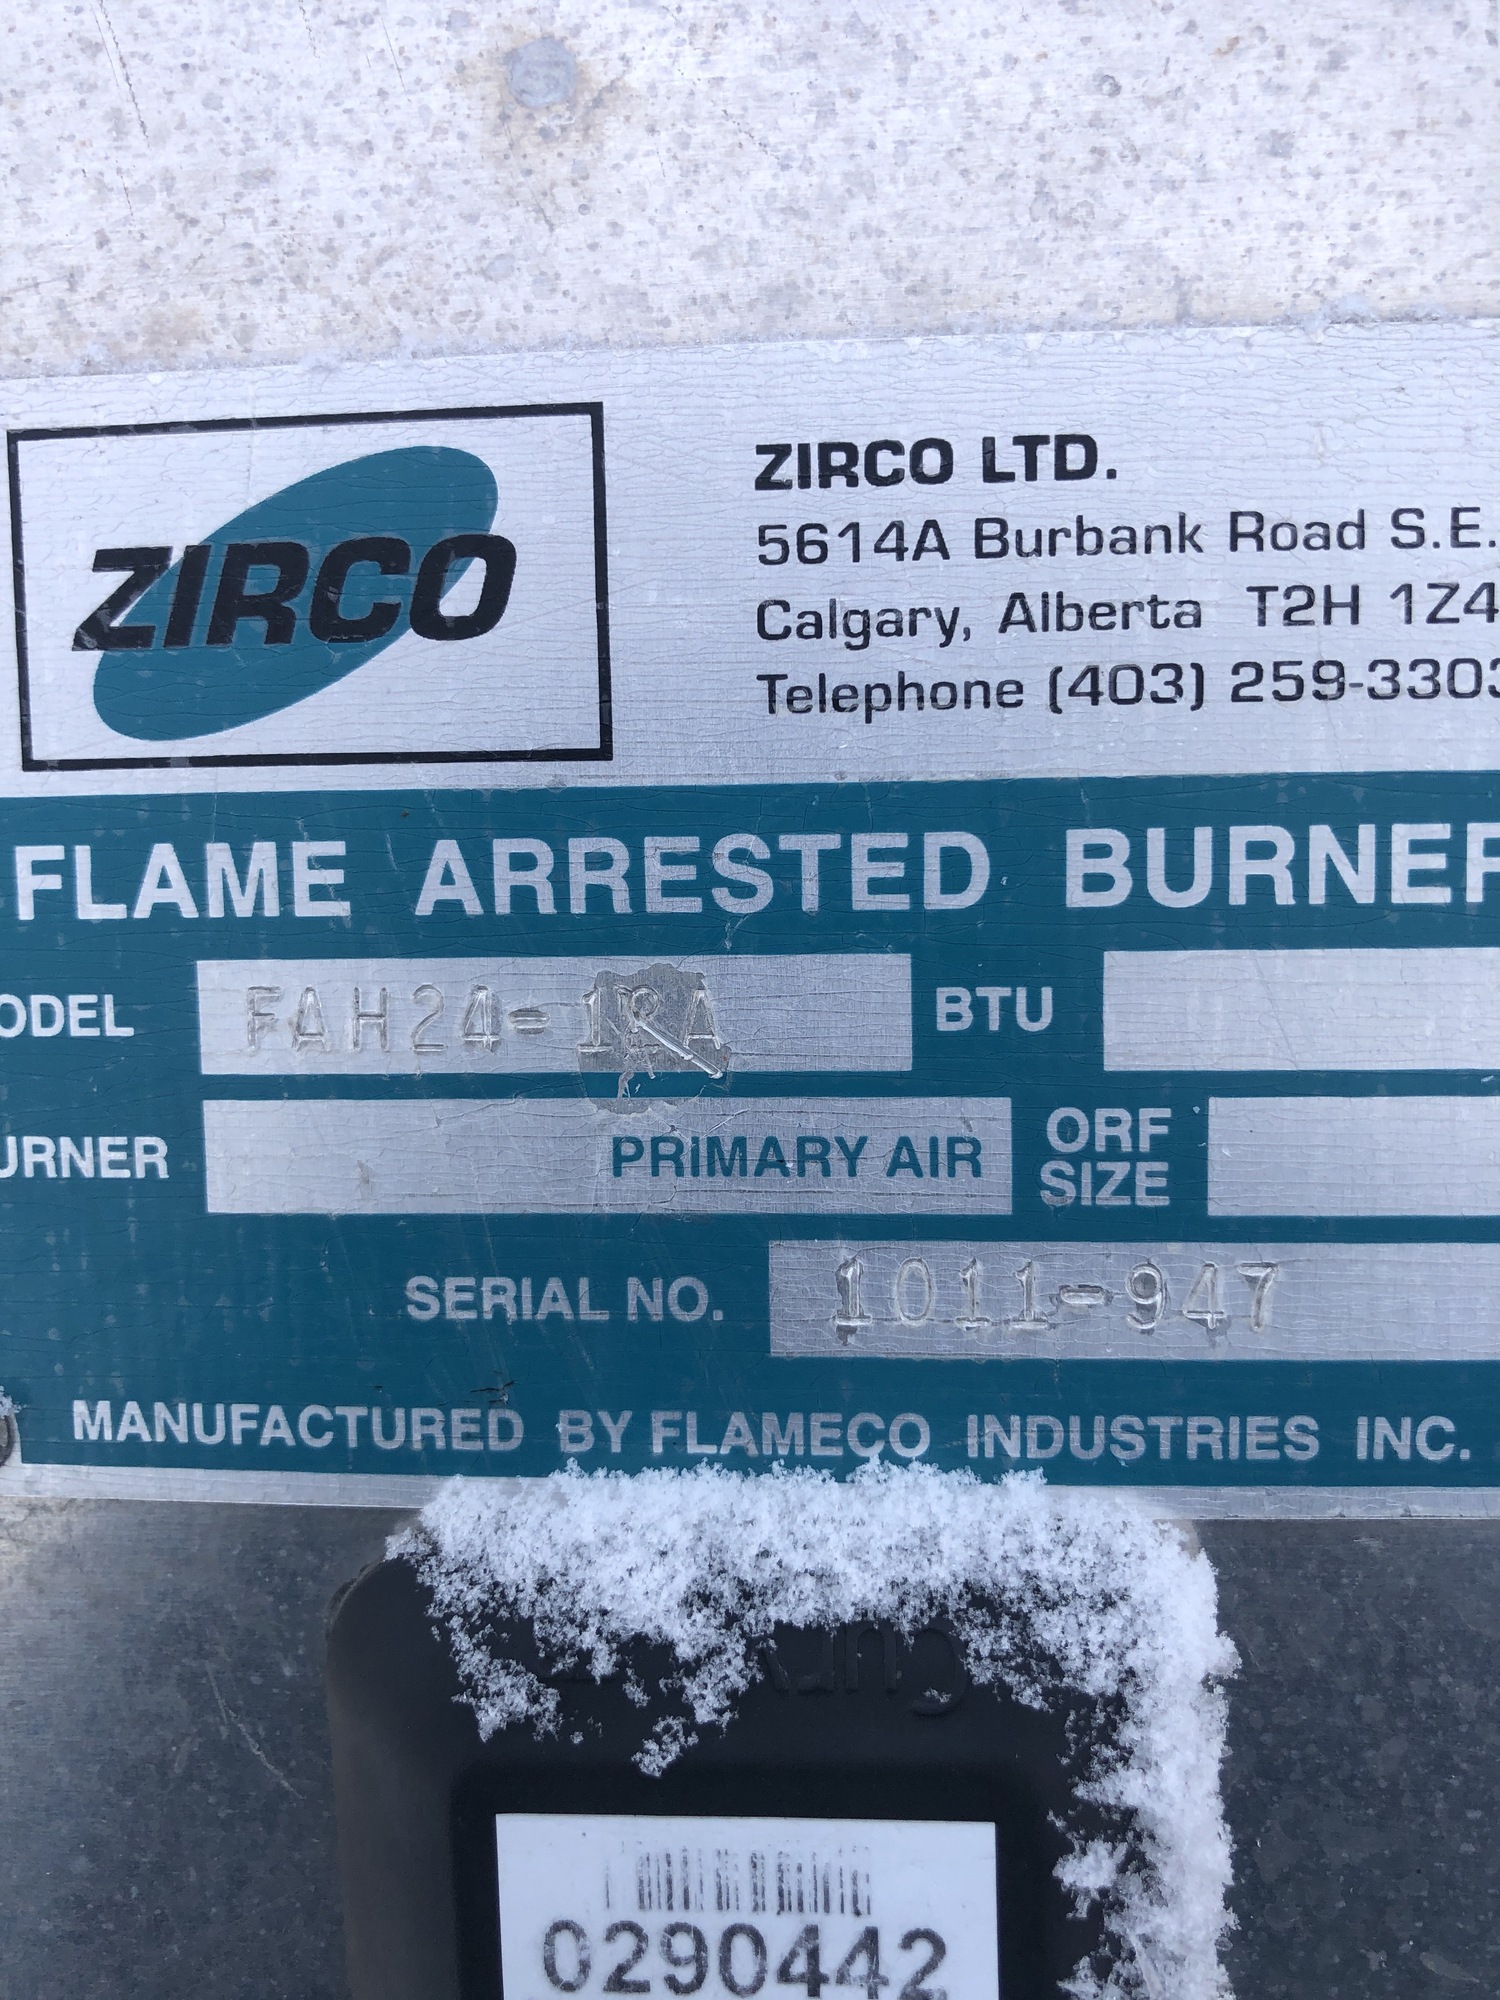 ZIRCO
ZIRCO LTD.
5614A Burbank Road S.E.
Calgary, Alberta T2H 1Z4
Telephone (403) 259-3303
FLAME ARRESTED BURNER
ODEL FAH24- BTU
URNER PRIMARY AIR ORF SIZE
SERIAL NO. 1011-947
MANUFACTURED BY FLAMECO INDUSTRIES INC.
0290442